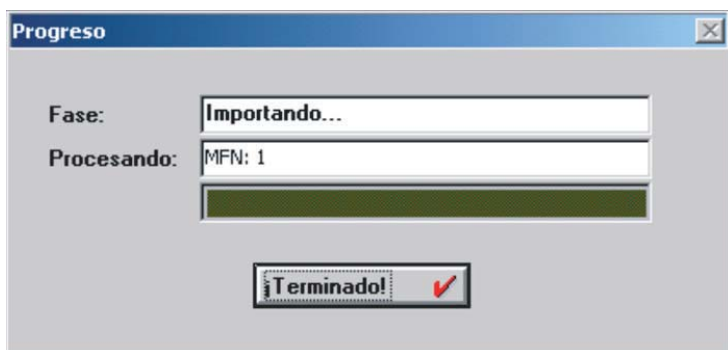 Progreso
Fase: Importando...
Procesando: MFN: 1
¡Terminado!